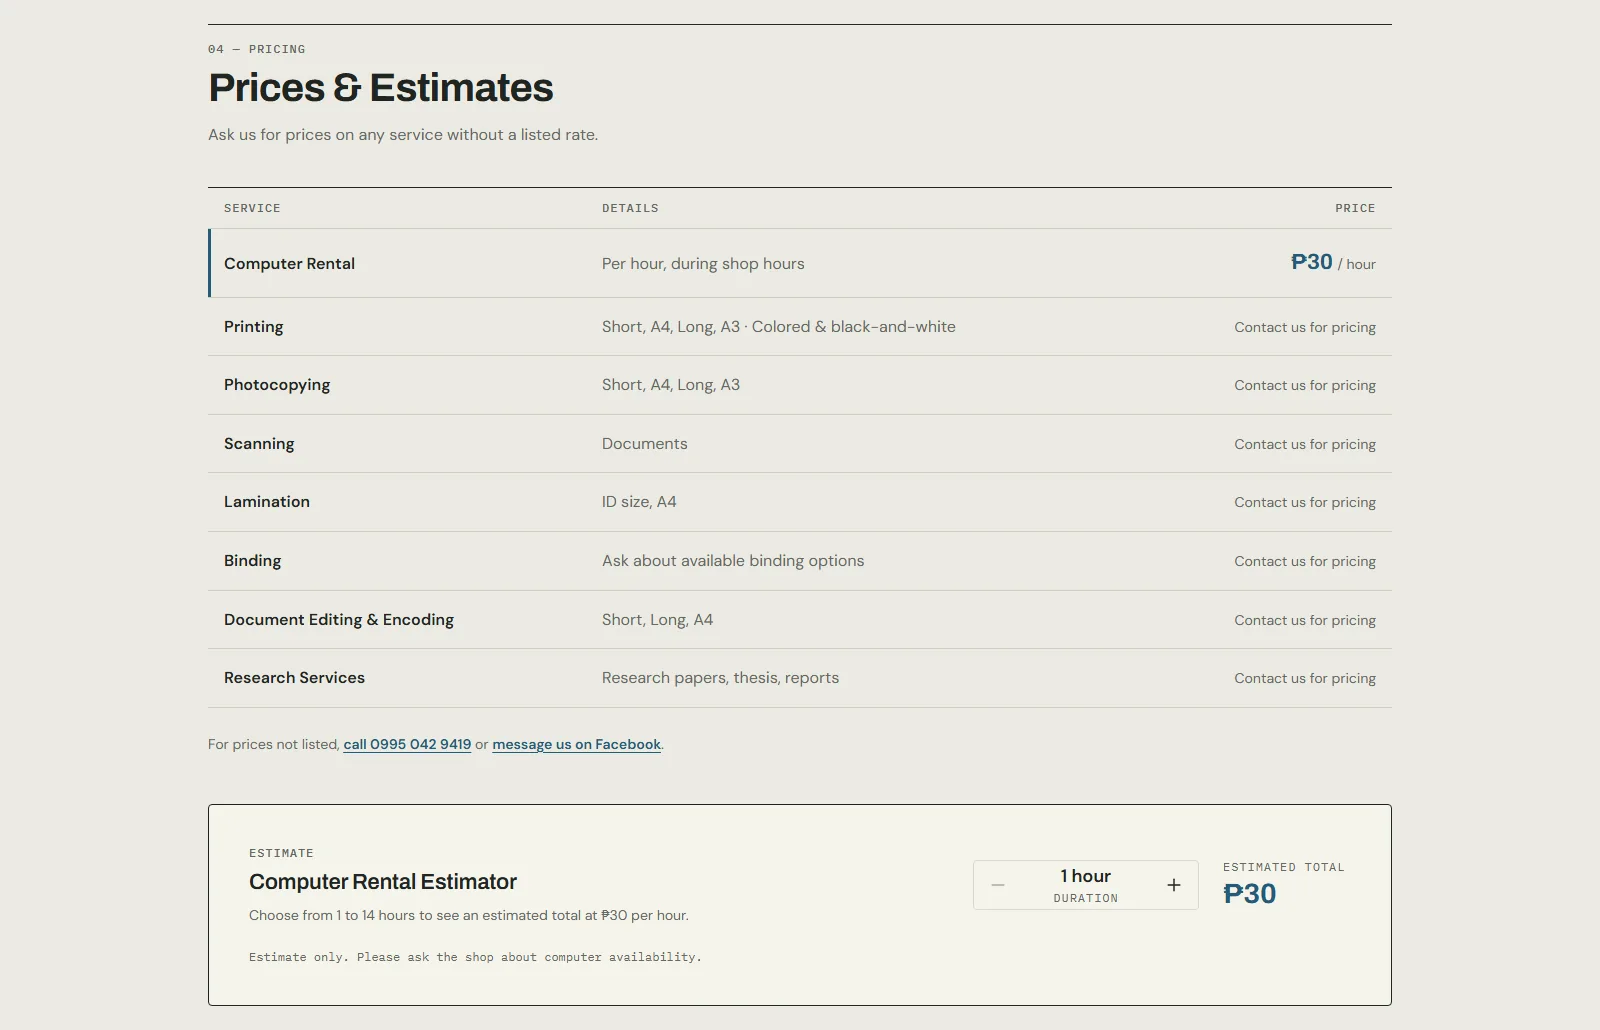 04 — PRICING
Prices & Estimates
Ask us for prices on any service without a listed rate.
SERVICE DETAILS PRICE
Computer Rental Per hour, during shop hours ₱30 / hour
Printing Short, A4, Long, A3 · Colored & black-and-white Contact us for pricing
Photocopying Short, A4, Long, A3 Contact us for pricing
Scanning Documents Contact us for pricing
Lamination ID size, A4 Contact us for pricing
Binding Ask about available binding options Contact us for pricing
Document Editing & Encoding Short, Long, A4 Contact us for pricing
Research Services Research papers, thesis, reports Contact us for pricing
For prices not listed, call 0995 042 9419 or message us on Facebook.
ESTIMATE
Computer Rental Estimator
Choose from 1 to 14 hours to see an estimated total at ₱30 per hour.
Estimate only. Please ask the shop about computer availability.
− 1 hour +
DURATION
ESTIMATED TOTAL
₱30